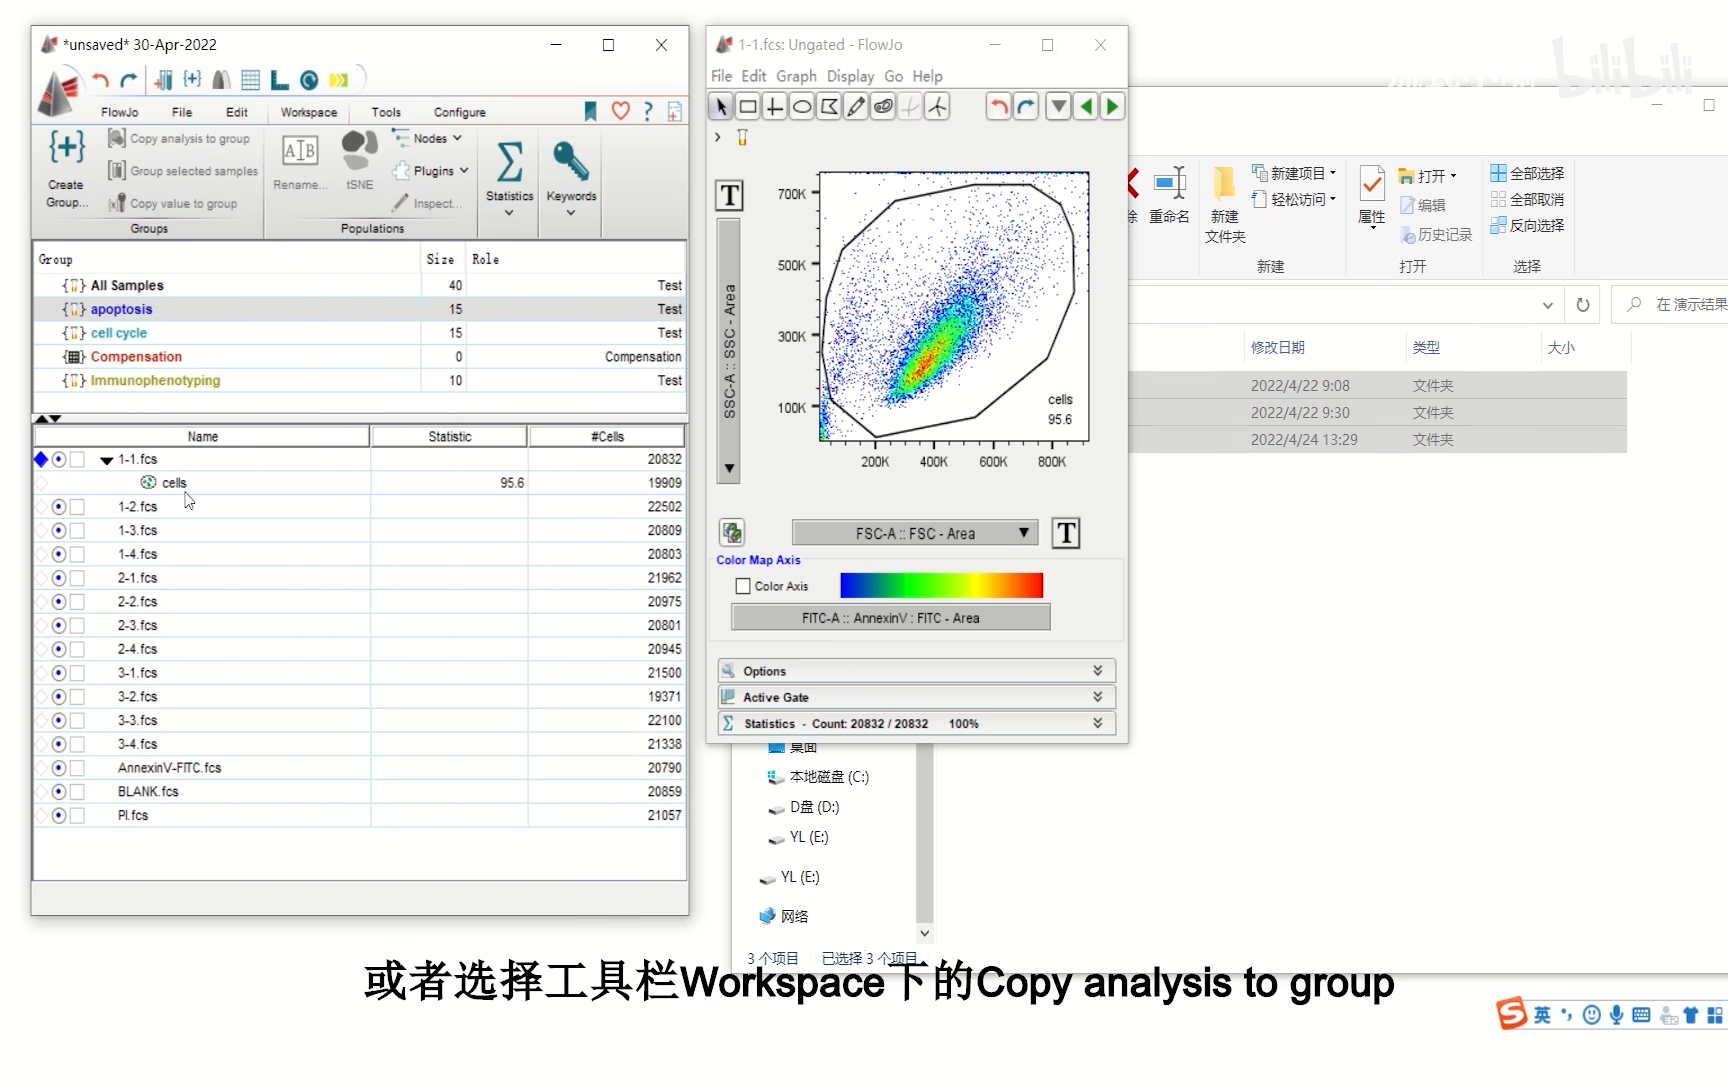 *unsaved* 30-Apr-2022
FlowJo File Edit Workspace Tools Configure
Create Group...
Copy analysis to group
Group selected samples
Copy value to group
Groups
Rename...
tSNE
Nodes
Plugins
Inspect...
Populations
Statistics
Keywords
Group Size Role
All Samples 40 Test
apoptosis 15 Test
cell cycle 15 Test
Compensation 0 Compensation
Immunophenotyping 10 Test
Name Statistic #Cells
1-1.fcs 20832
cells 95.6 19909
1-2.fcs 22502
1-3.fcs 20809
1-4.fcs 20803
2-1.fcs 21962
2-2.fcs 20975
2-3.fcs 20801
2-4.fcs 20945
3-1.fcs 21500
3-2.fcs 19371
3-3.fcs 22100
3-4.fcs 21338
AnnexinV-FITC.fcs 20790
BLANK.fcs 20859
PI.fcs 21057
1-1.fcs: Ungated - FlowJo
File Edit Graph Display Go Help
T
SSC-A :: SSC - Area
700K
500K
300K
100K
cells
95.6
200K 400K 600K 800K
FSC-A :: FSC - Area T
Color Map Axis
Color Axis
FITC-A :: AnnexinV : FITC - Area
Options
Active Gate
Statistics - Count: 20832 / 20832 100%
bilibili
重命名
新建
文件夹
新建项目
轻松访问
新建
属性
打开
编辑
历史记录
打开
全部选择
全部取消
反向选择
选择
在 演示结果
修改日期 类型 大小
2022/4/22 9:08 文件夹
2022/4/22 9:30 文件夹
2022/4/24 13:29 文件夹
桌面
本地磁盘 (C:)
D盘 (D:)
YL (E:)
YL (E:)
网络
3 个项目 已选择 3 个项目
或者选择工具栏Workspace下的Copy analysis to group
英